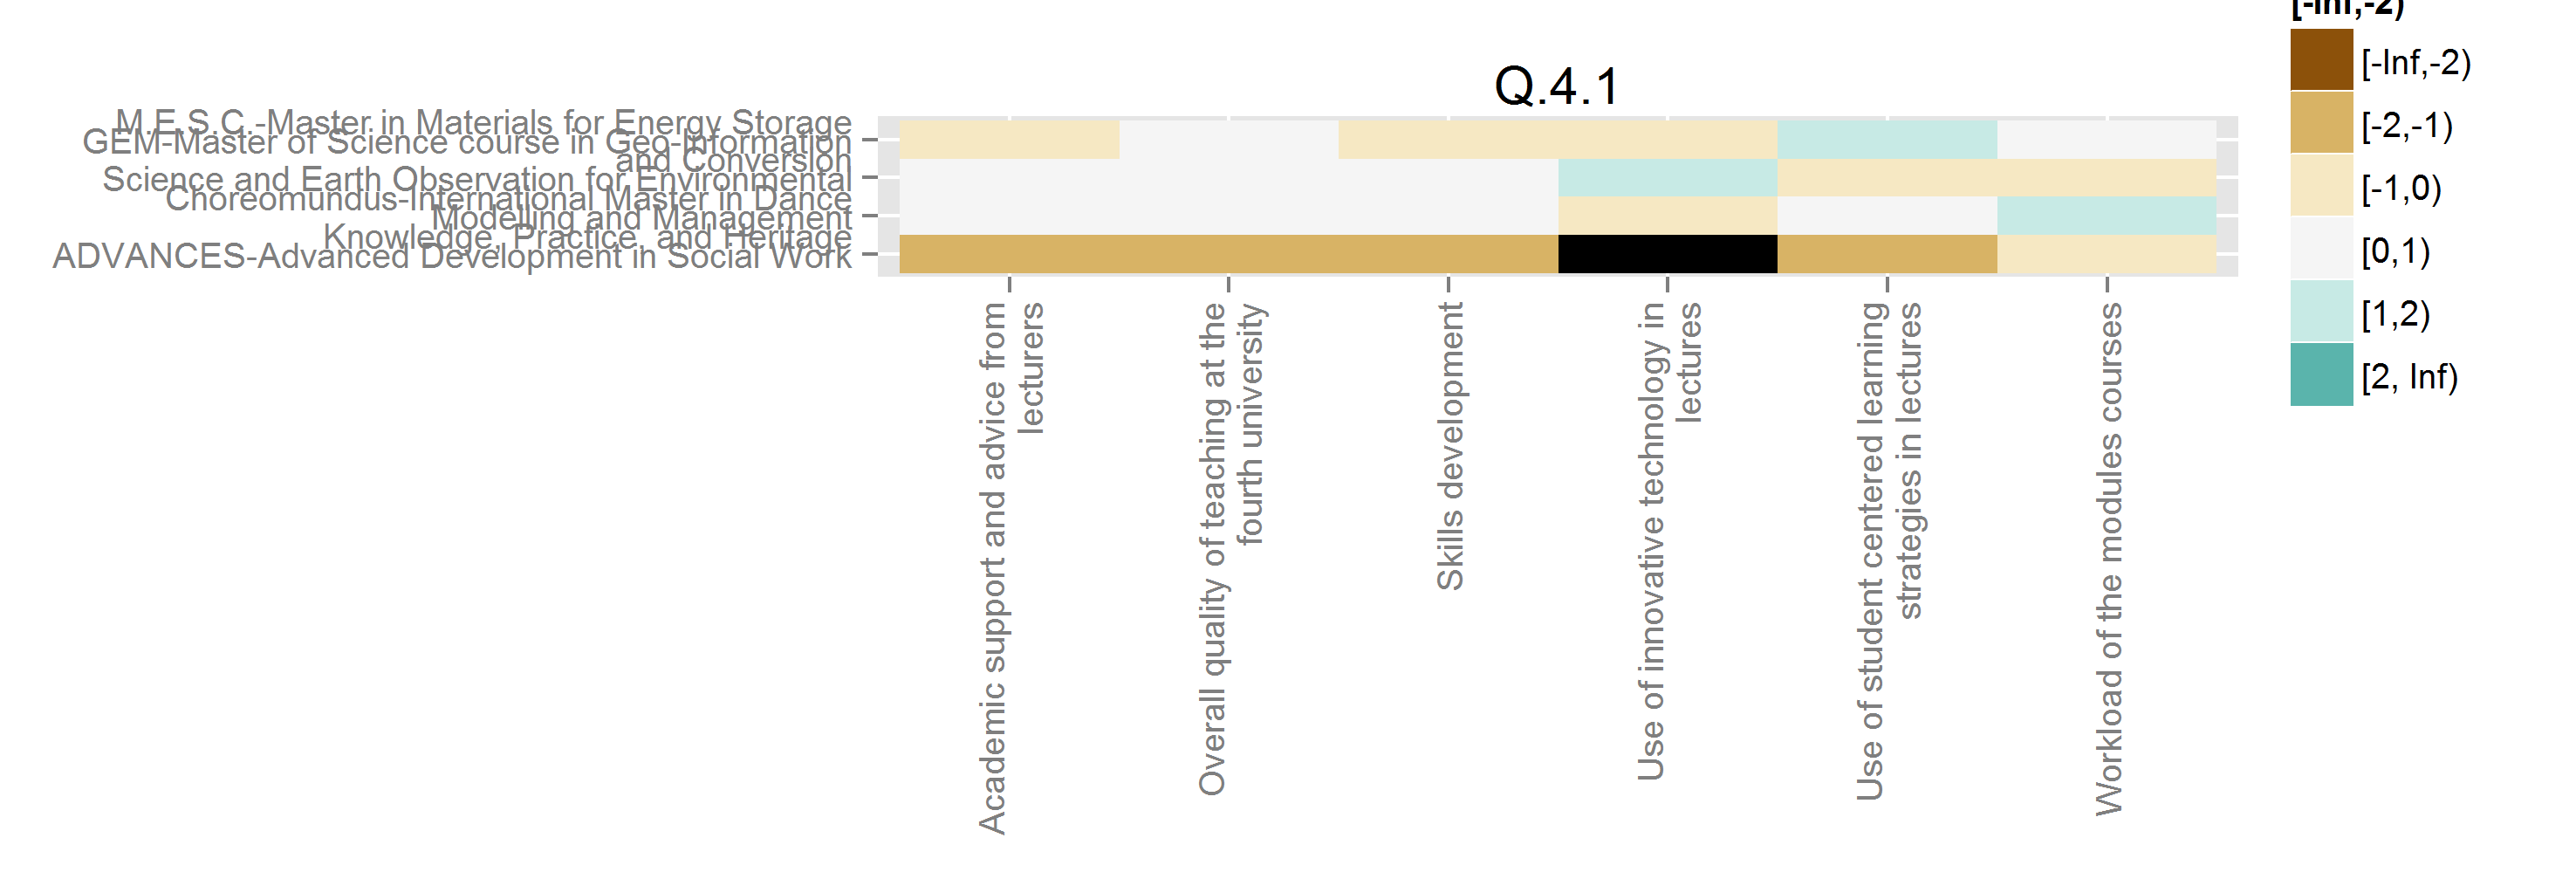 [-Inf,-2)
Q.4.1
[-Inf,-2)
[-2,-1)
[-1,0)
[0,1)
[1,2)
[2, Inf)
M.E.S.C.-Master in Materials for Energy Storage
and Conversion
GEM-Master of Science course in Geo-Information
Science and Earth Observation for Environmental
Modelling and Management
Choreomundus-International Master in Dance
Knowledge, Practice, and Heritage
ADVANCES-Advanced Development in Social Work
Academic support and advice from
lecturers
Overall quality of teaching at the
fourth university
Skills development
Use of innovative technology in
lectures
Use of student centered learning
strategies in lectures
Workload of the modules courses